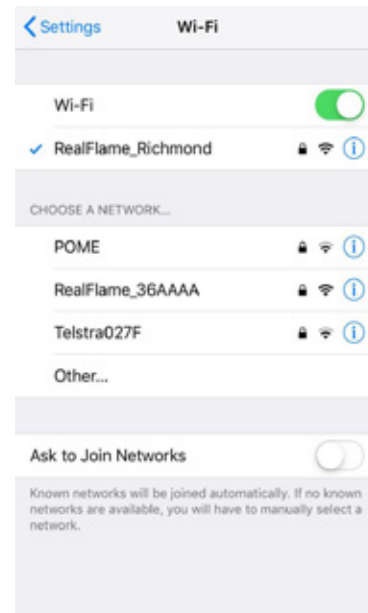 Settings Wi-Fi
Wi-Fi
RealFlame_Richmond
CHOOSE A NETWORK...
POME
RealFlame_36AAAA
Telstra027F
Other...
Ask to Join Networks
Known networks will be joined automatically. If no known
networks are available, you will have to manually select a
network.